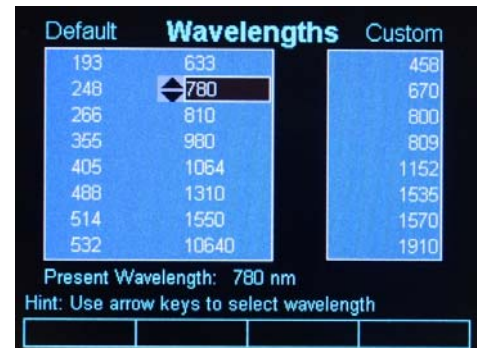 Default Wavelengths Custom
193 633 458
248 780 670
266 810 800
355 980 809
405 1064 1152
488 1310 1535
514 1550 1570
532 10640 1910
Present Wavelength: 780 nm
Hint: Use arrow keys to select wavelength